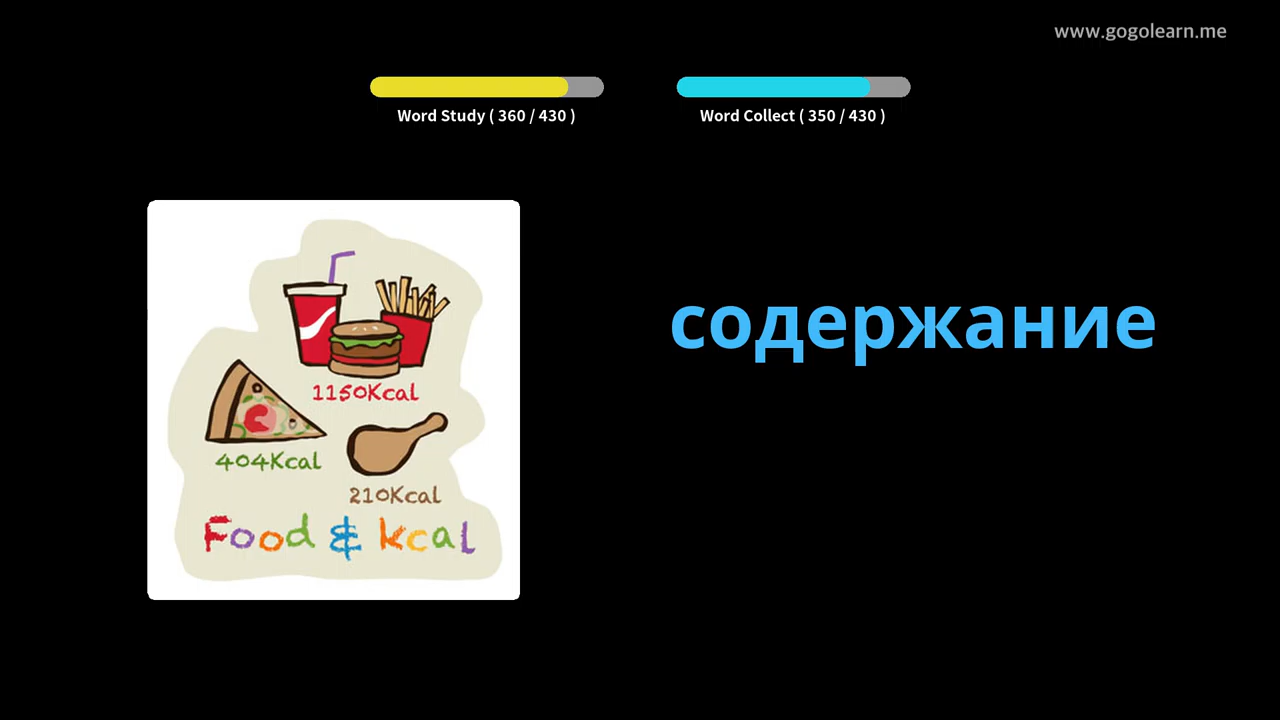 www.gogolearn.me
Word Study ( 360 / 430 )
Word Collect ( 350 / 430 )
содержание
1150Kcal
404Kcal
210Kcal
Food & kcal